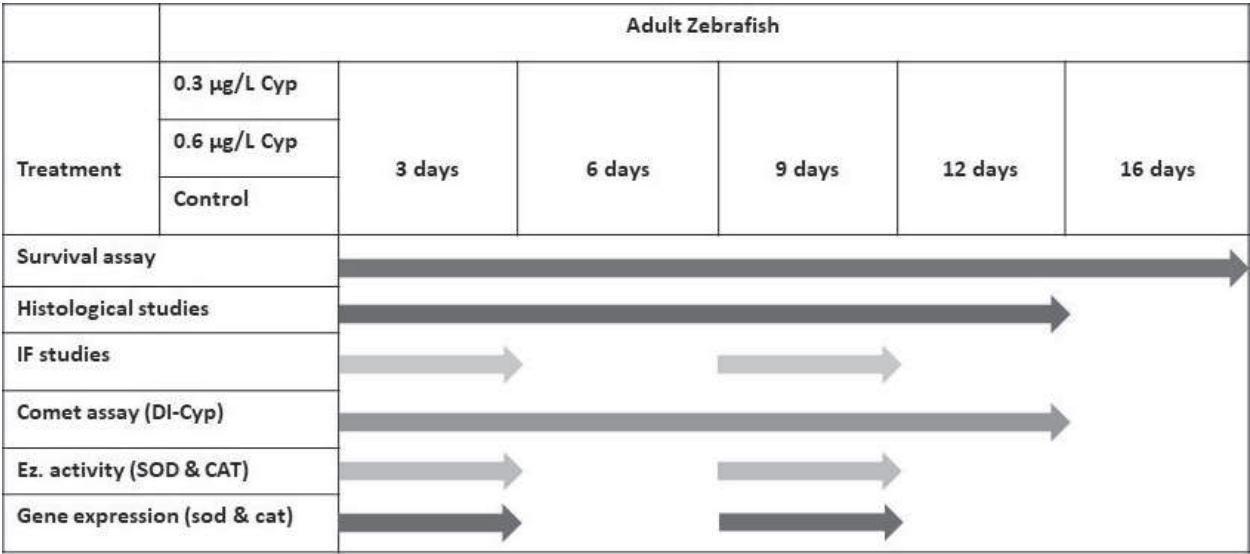 Adult Zebrafish
0.3 µg/L Cyp
0.6 µg/L Cyp
Treatment
3 days
6 days
9 days
12 days
16 days
Control
Survival assay
Histological studies
IF studies
Comet assay (DI-Cyp)
Ez. activity (SOD & CAT)
Gene expression (sod & cat)